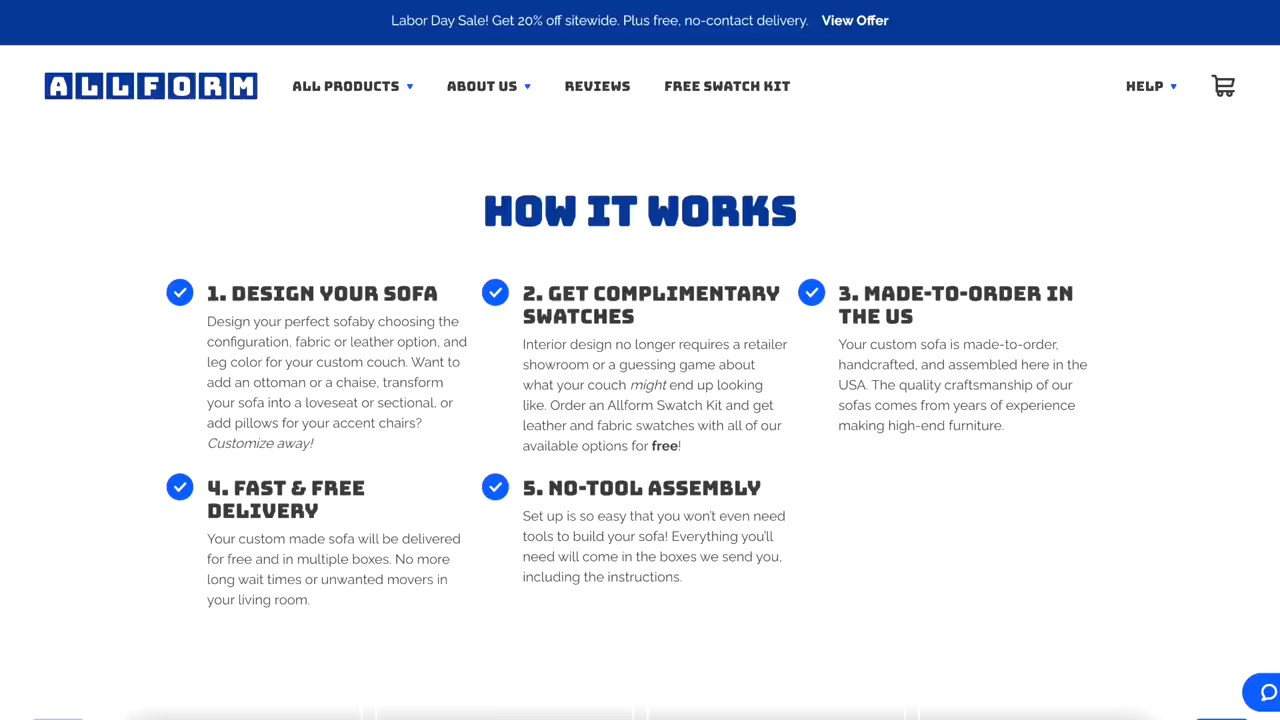 Labor Day Sale! Get 20% off sitewide. Plus free, no-contact delivery. View Offer
ALLFORM ALL PRODUCTS ABOUT US REVIEWS FREE SWATCH KIT HELP
HOW IT WORKS
1. DESIGN YOUR SOFA
Design your perfect sofaby choosing the
configuration, fabric or leather option, and
leg color for your custom couch. Want to
add an ottoman or a chaise, transform
your sofa into a loveseat or sectional, or
add pillows for your accent chairs?
Customize away!
2. GET COMPLIMENTARY
SWATCHES
Interior design no longer requires a retailer
showroom or a guessing game about
what your couch might end up looking
like. Order an Allform Swatch Kit and get
leather and fabric swatches with all of our
available options for free!
3. MADE-TO-ORDER IN
THE US
Your custom sofa is made-to-order,
handcrafted, and assembled here in the
USA. The quality craftsmanship of our
sofas comes from years of experience
making high-end furniture.
4. FAST & FREE
DELIVERY
Your custom made sofa will be delivered
for free and in multiple boxes. No more
long wait times or unwanted movers in
your living room.
5. NO-TOOL ASSEMBLY
Set up is so easy that you won't even need
tools to build your sofa! Everything you'll
need will come in the boxes we send you,
including the instructions.